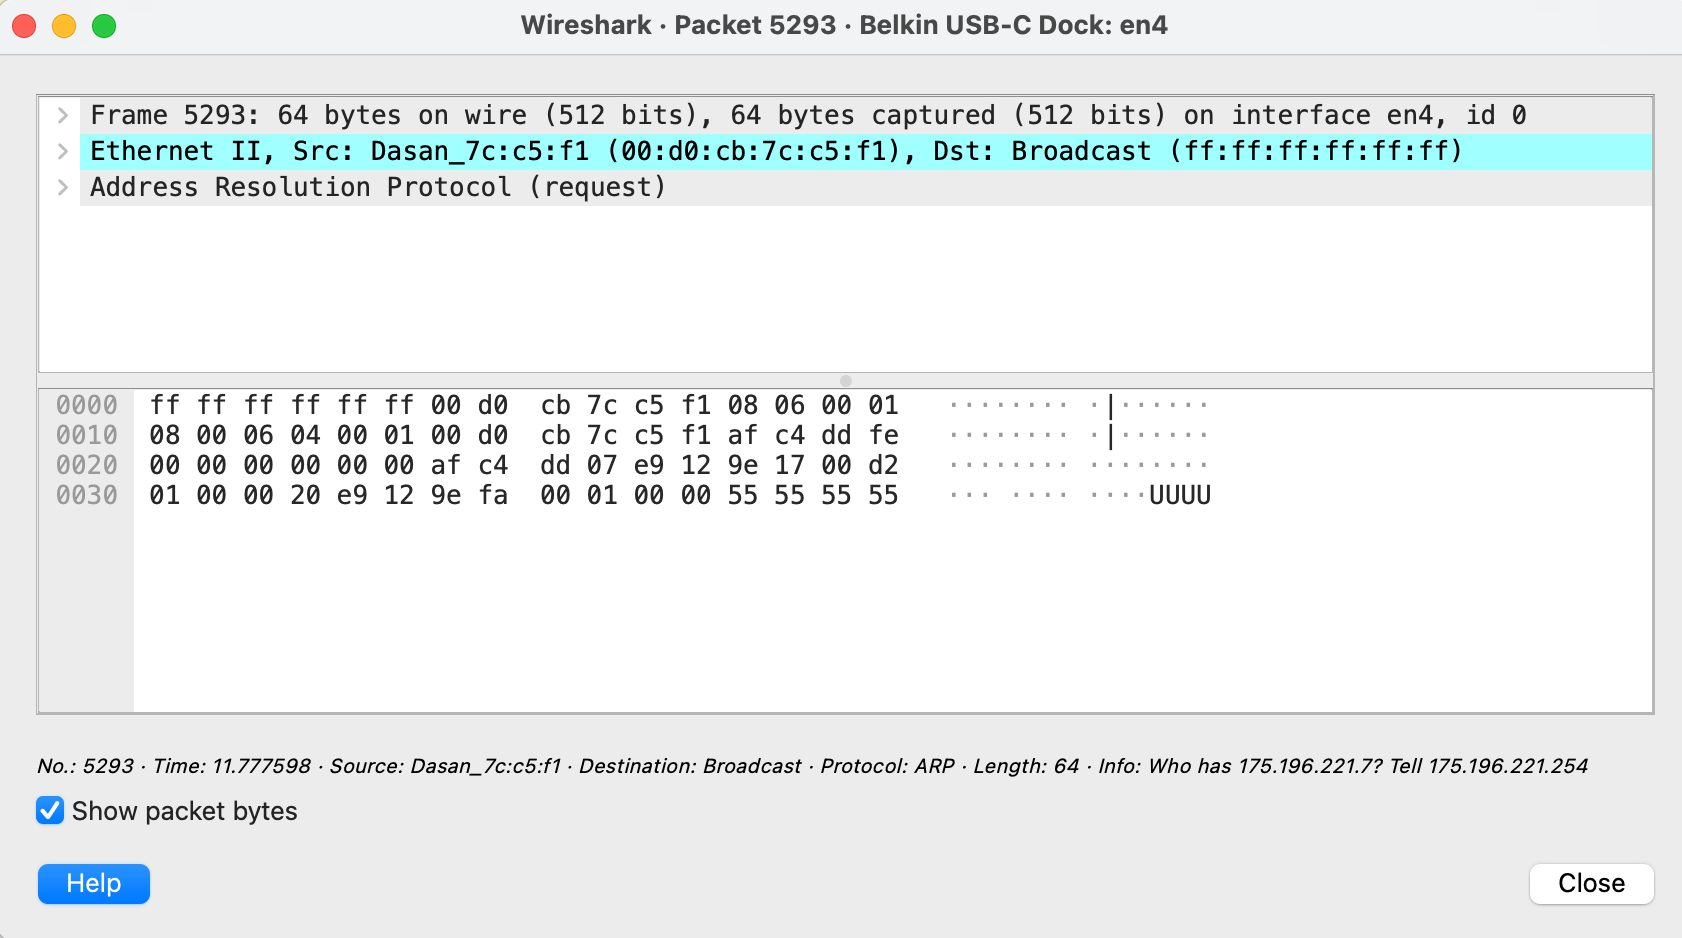 Wireshark · Packet 5293 · Belkin USB-C Dock: en4
Frame 5293: 64 bytes on wire (512 bits), 64 bytes captured (512 bits) on interface en4, id 0
Ethernet II, Src: Dasan_7c:c5:f1 (00:d0:cb:7c:c5:f1), Dst: Broadcast (ff:ff:ff:ff:ff:ff)
Address Resolution Protocol (request)
0000 ff ff ff ff ff ff 00 d0 cb 7c c5 f1 08 06 00 01 ········ ·|······
0010 08 00 06 04 00 01 00 d0 cb 7c c5 f1 af c4 dd fe ········ ·|······
0020 00 00 00 00 00 00 af c4 dd 07 e9 12 9e 17 00 d2 ········ ········
0030 01 00 00 20 e9 12 9e fa 00 01 00 00 55 55 55 55 ··· ···· ····UUUU
No.: 5293 · Time: 11.777598 · Source: Dasan_7c:c5:f1 · Destination: Broadcast · Protocol: ARP · Length: 64 · Info: Who has 175.196.221.7? Tell 175.196.221.254
Show packet bytes
Help
Close